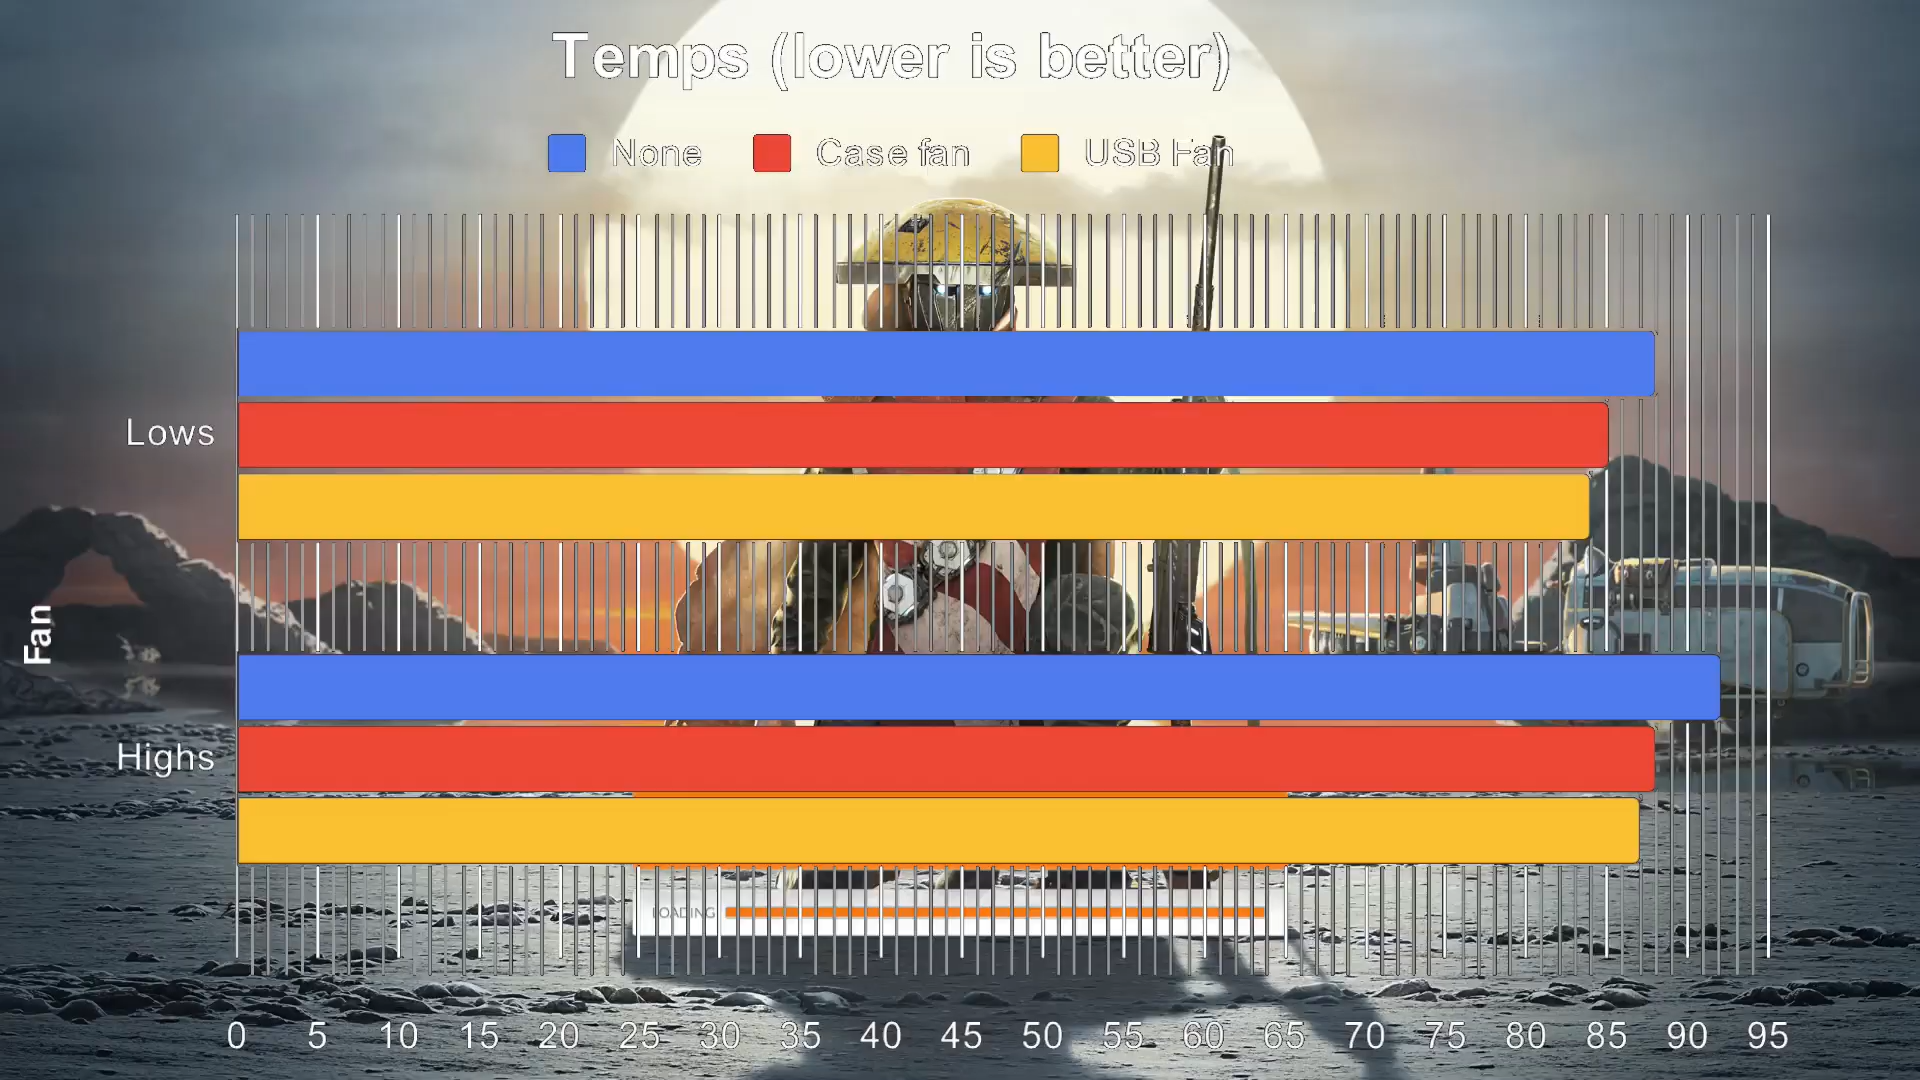 Temps (lower is better)
None Case fan USB Fan
Lows
Fan
Highs
LOADING
0 5 10 15 20 25 30 35 40 45 50 55 60 65 70 75 80 85 90 95